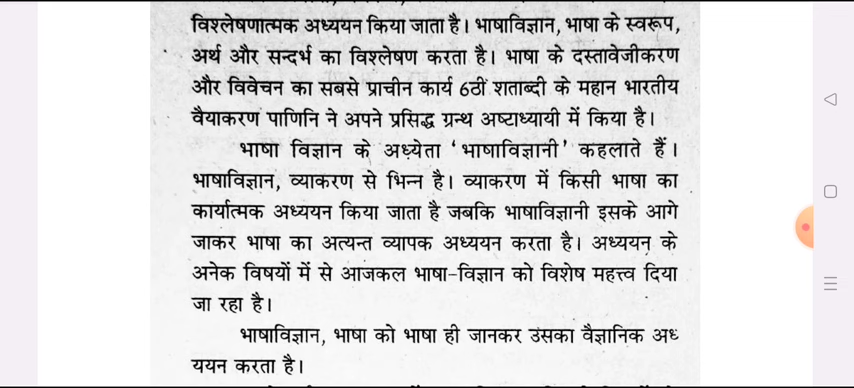 विश्लेषणात्मक अध्ययन किया जाता है। भाषाविज्ञान, भाषा के स्वरूप,
अर्थ और सन्दर्भ का विश्लेषण करता है। भाषा के दस्तावेजीकरण
और विवेचन का सबसे प्राचीन कार्य 6ठीं शताब्दी के महान भारतीय
वैयाकरण पाणिनि ने अपने प्रसिद्ध ग्रन्थ अष्टाध्यायी में किया है।
भाषा विज्ञान के अध्येता 'भाषाविज्ञानी' कहलाते हैं।
भाषाविज्ञान, व्याकरण से भिन्न है। व्याकरण में किसी भाषा का
कार्यात्मक अध्ययन किया जाता है जबकि भाषाविज्ञानी इसके आगे
जाकर भाषा का अत्यन्त व्यापक अध्ययन करता है। अध्ययन के
अनेक विषयों में से आजकल भाषा-विज्ञान को विशेष महत्त्व दिया
जा रहा है।
भाषाविज्ञान, भाषा को भाषा ही जानकर उसका वैज्ञानिक अध
ययन करता है।